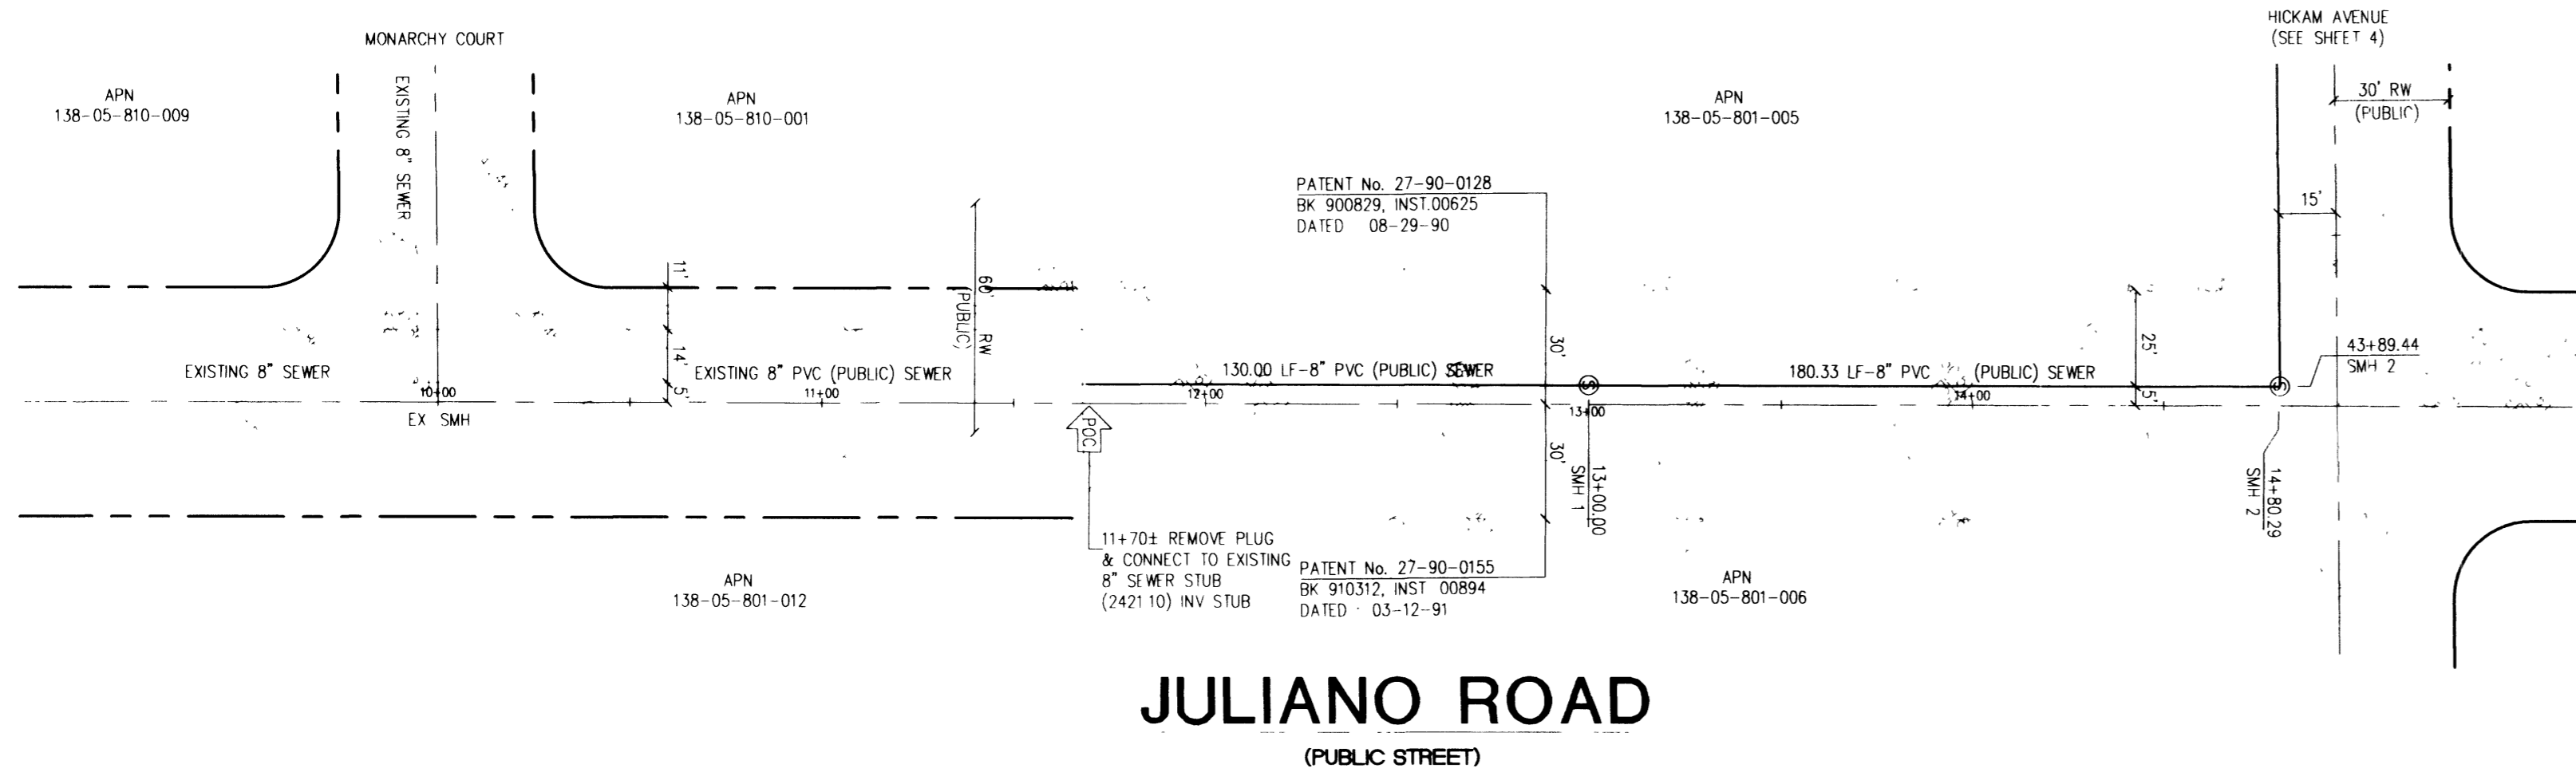 MONARCHY COURT
HICKAM AVENUE
(SEE SHEET 4)
APN
138-05-810-009
EXISTING 8" SEWER
APN
138-05-810-001
APN
138-05-801-005
30' RW
(PUBLIC)
15'
PATENT No. 27-90-0128
BK 900829, INST.00625
DATED 08-29-90
11'
14'
5'
60' RW
(PUBLIC)
30'
30'
25'
5'
EXISTING 8" SEWER
EXISTING 8" PVC (PUBLIC) SEWER
130.00 LF-8" PVC (PUBLIC) SEWER
180.33 LF-8" PVC (PUBLIC) SEWER
43+89.44
SMH 2
10+00
EX SMH
11+00
12+00
13+00
14+00
POC
S
S
13+00.00
SMH 1
14+80.29
SMH 2
11+70± REMOVE PLUG
& CONNECT TO EXISTING
8" SEWER STUB
(2421 10) INV STUB
PATENT No. 27-90-0155
BK 910312, INST 00894
DATED 03-12-91
APN
138-05-801-012
APN
138-05-801-006
JULIANO ROAD
(PUBLIC STREET)